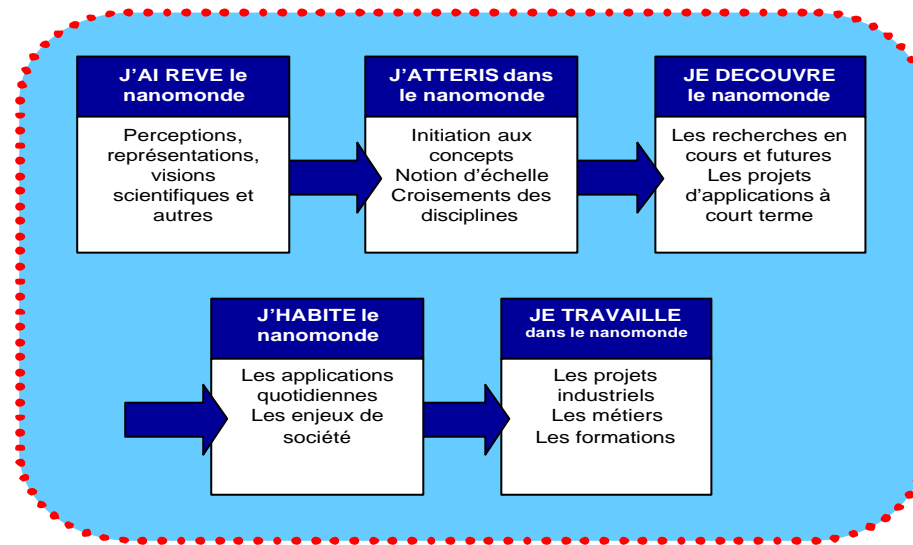 J'AI REVE le
nanomonde
Perceptions,
représentations,
visions
scientifiques et
autres
J'ATTERIS dans
le nanomonde
Initiation aux
concepts
Notion d'échelle
Croisements des
disciplines
JE DECOUVRE
le nanomonde
Les recherches en
cours et futures
Les projets
d'applications à
court terme
J'HABITE le
nanomonde
Les applications
quotidiennes
Les enjeux de
société
JE TRAVAILLE
dans le nanomonde
Les projets
industriels
Les métiers
Les formations